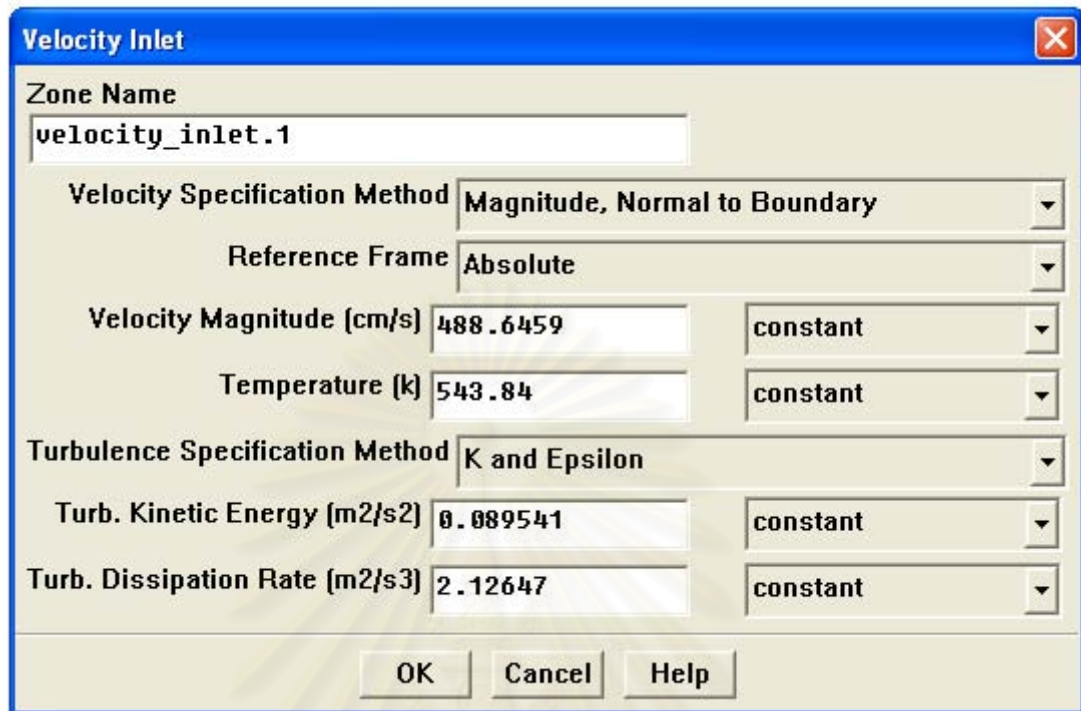 Velocity Inlet
Zone Name
velocity_inlet.1
Velocity Specification Method Magnitude, Normal to Boundary
Reference Frame Absolute
Velocity Magnitude (cm/s) 488.6459 constant
Temperature (k) 543.84 constant
Turbulence Specification Method K and Epsilon
Turb. Kinetic Energy (m2/s2) 0.089541 constant
Turb. Dissipation Rate (m2/s3) 2.12647 constant
OK Cancel Help